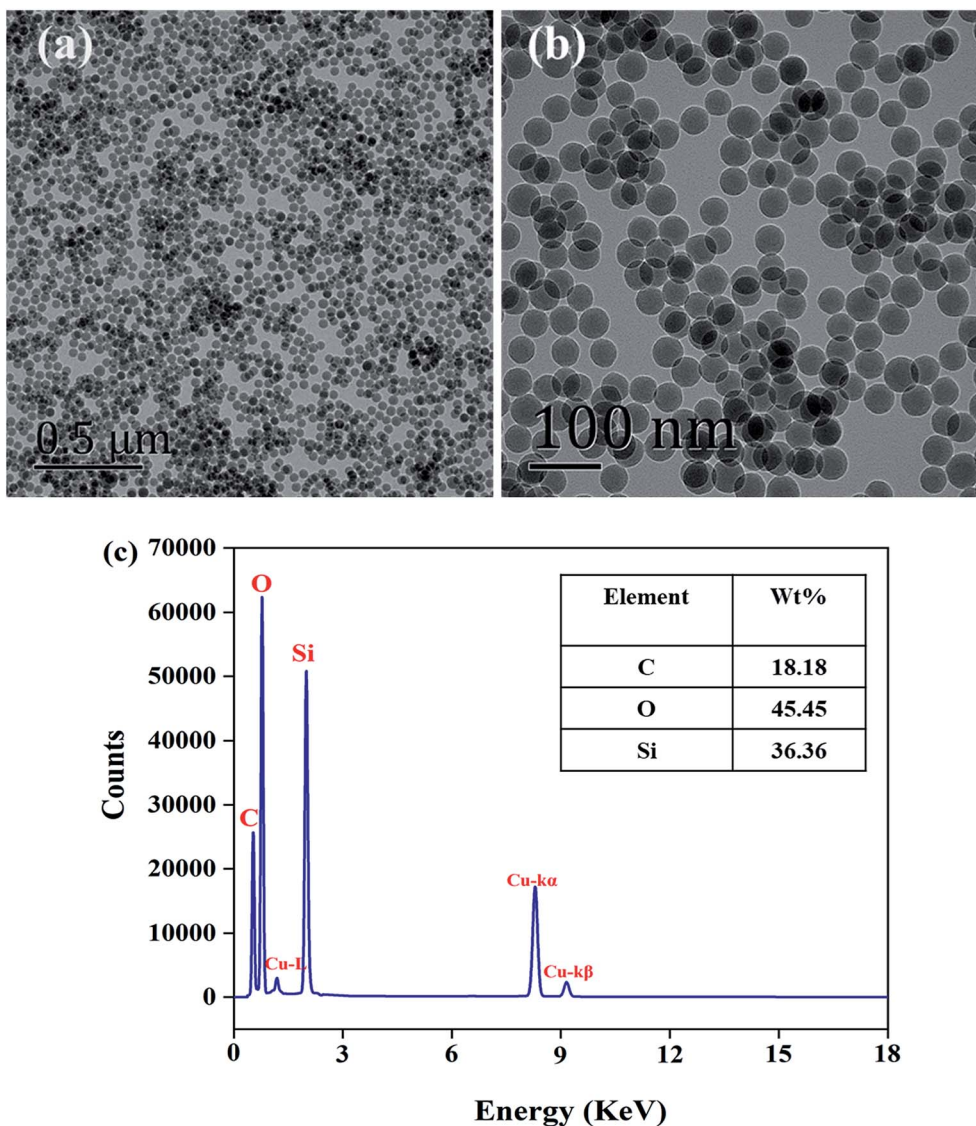 (a)
(b)
0.5 μm
100 nm
(c)
70000
60000
50000
40000
30000
20000
10000
0
Counts
C
O
Cu-L
Si
Cu-kα
Cu-kβ
Element Wt%
C 18.18
O 45.45
Si 36.36
0 3 6 9 12 15 18
Energy (KeV)